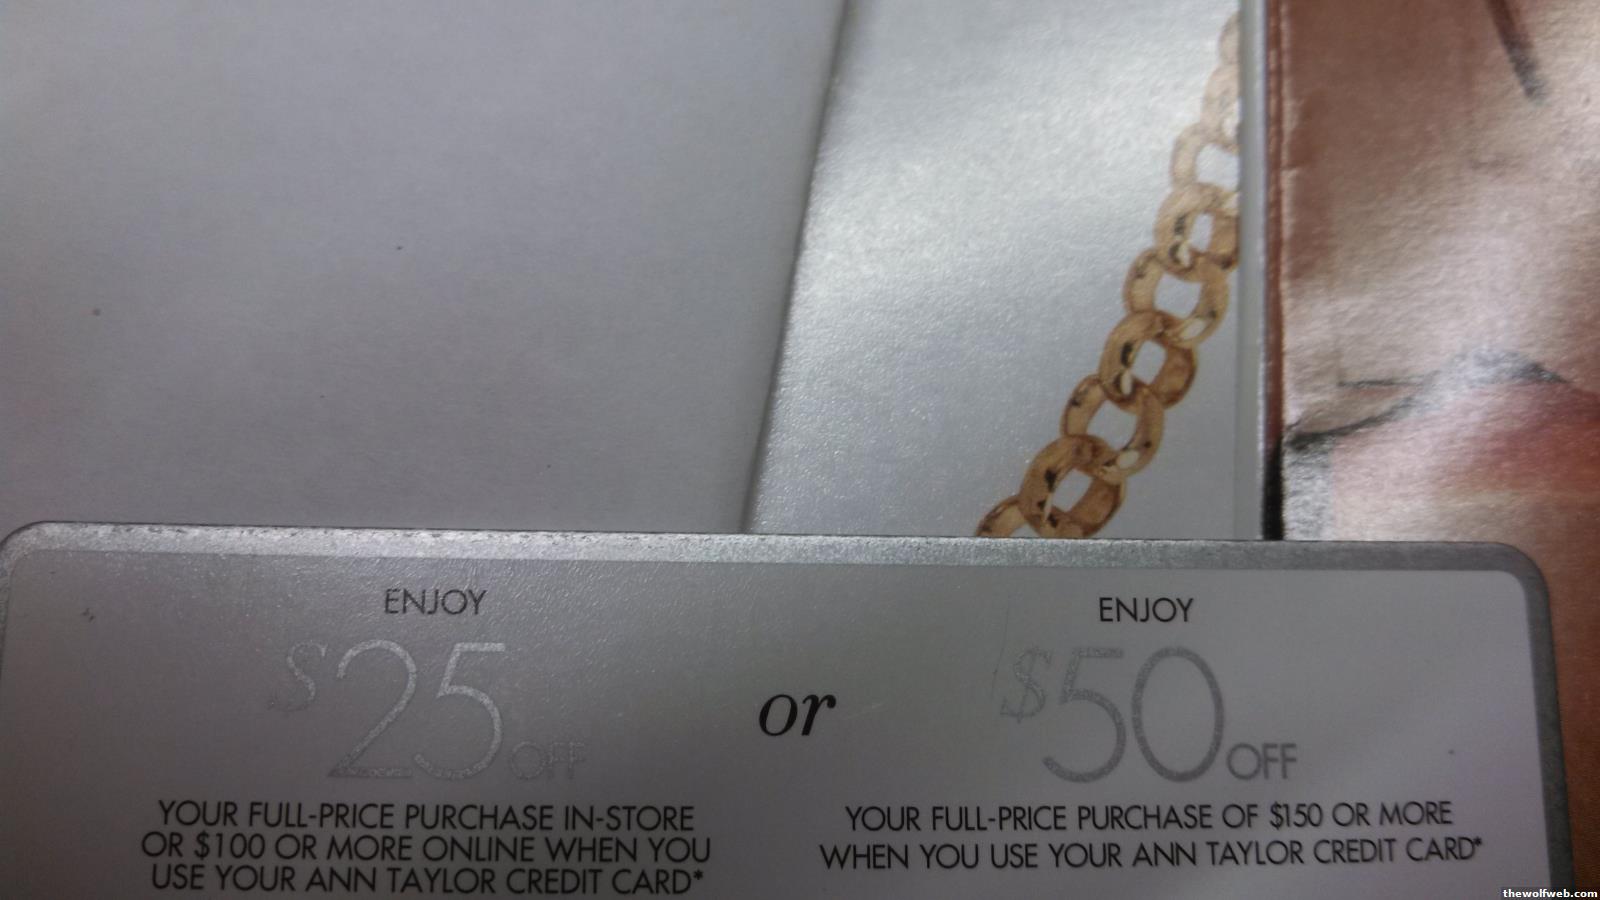 ENJOY
$25 OFF
YOUR FULL-PRICE PURCHASE IN-STORE
OR $100 OR MORE ONLINE WHEN YOU
USE YOUR ANN TAYLOR CREDIT CARD*
or
ENJOY
$50 OFF
YOUR FULL-PRICE PURCHASE OF $150 OR MORE
WHEN YOU USE YOUR ANN TAYLOR CREDIT CARD*
thewolfweb.com